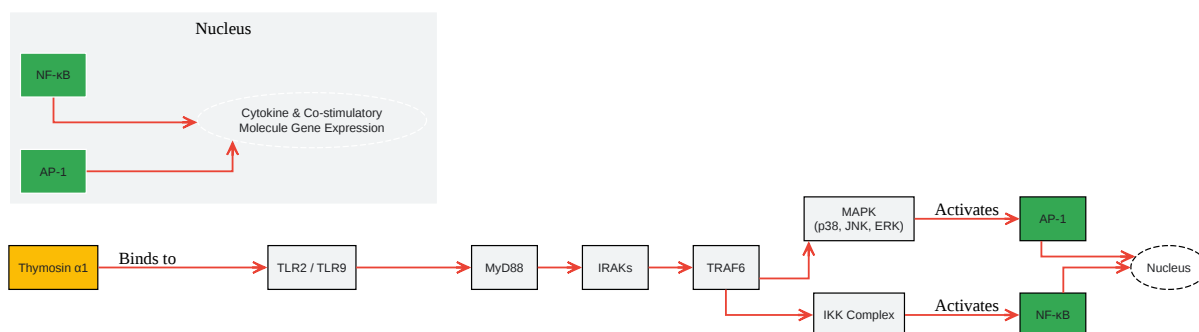 Nucleus
NF-κB
Cytokine & Co-stimulatory
Molecule Gene Expression
AP-1
Thymosin α1
Binds to
TLR2 / TLR9
MyD88
IRAKs
TRAF6
MAPK
(p38, JNK, ERK)
Activates
AP-1
IKK Complex
Activates
NF-κB
Nucleus